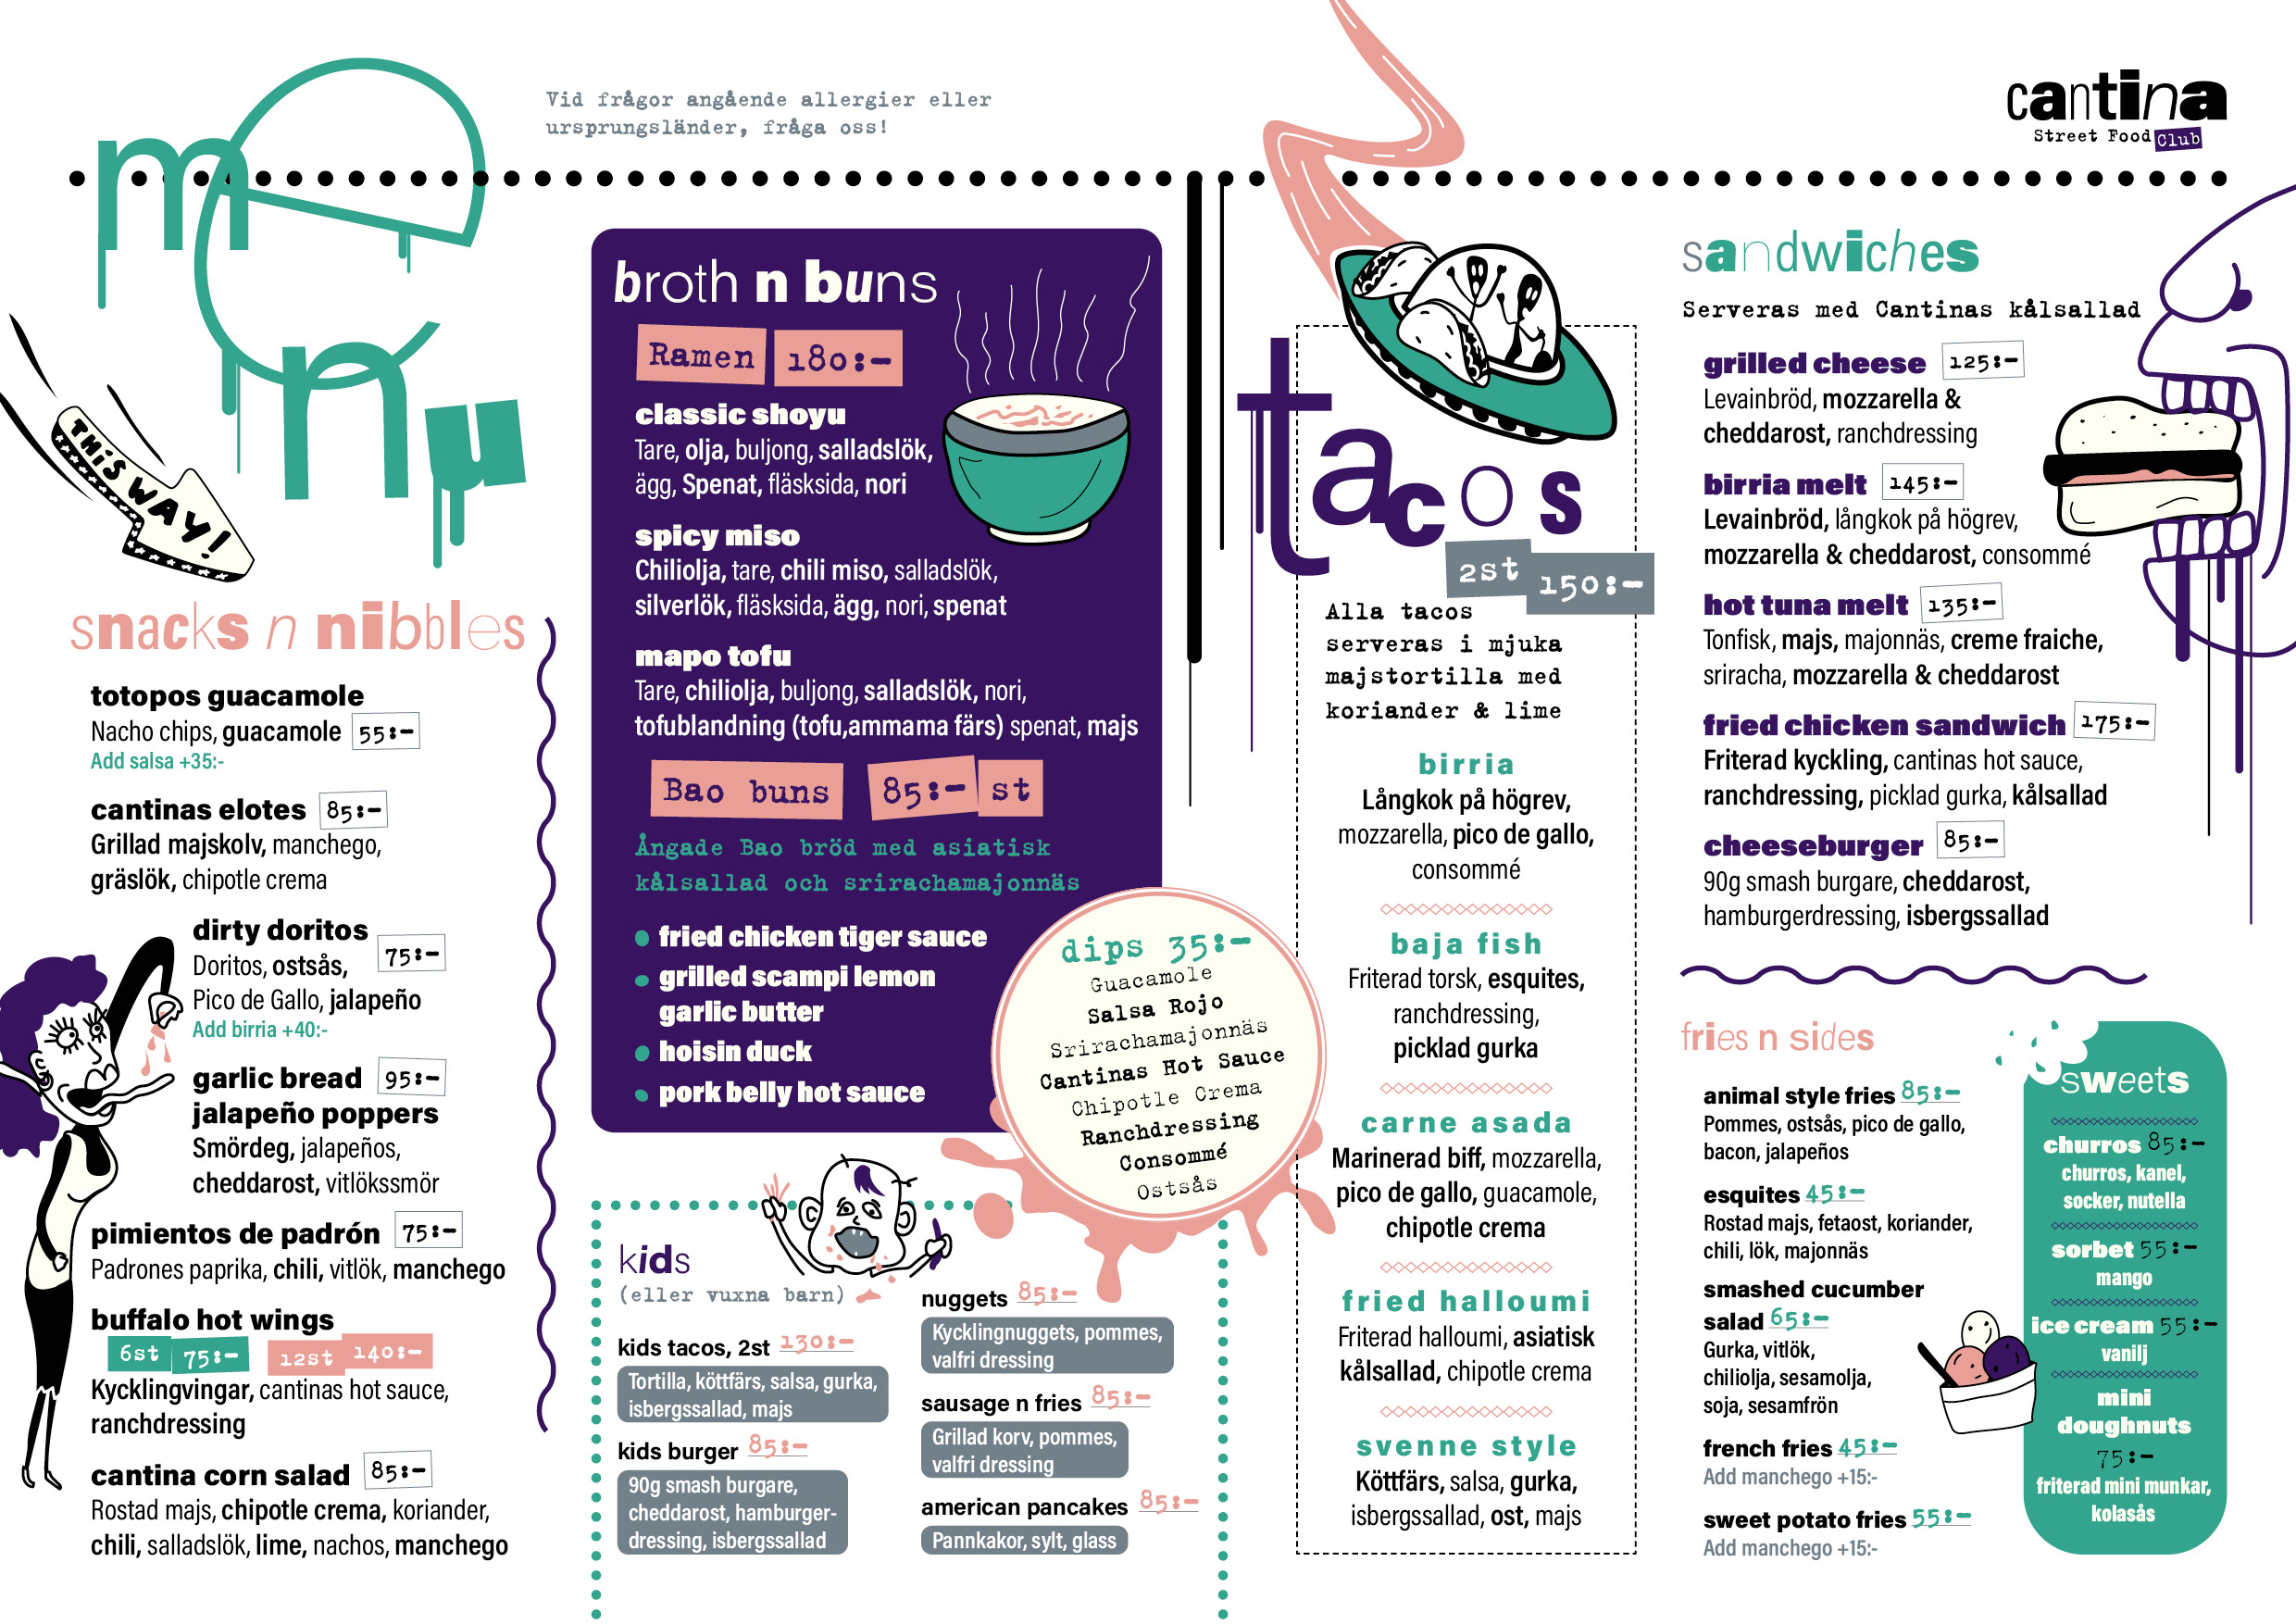 menu
Vid frågor angående allergier eller
ursprungsländer, fråga oss!
cantina
Street Food Club
THIS WAY!
snacks n nibbles
totopos guacamole
Nacho chips, guacamole 55:-
Add salsa +35:-
cantinas elotes 85:-
Grillad majskolv, manchego,
gräslök, chipotle crema
dirty doritos
75:-
Doritos, ostsås,
Pico de Gallo, jalapeño
Add birria +40:-
garlic bread 95:-
jalapeño poppers
Smördeg, jalapeños,
cheddarost, vitlökssmör
pimientos de padrón 75:-
Padrones paprika, chili, vitlök, manchego
buffalo hot wings
6st 75:- 12st 140:-
Kycklingvingar, cantinas hot sauce,
ranchdressing
cantina corn salad 85:-
Rostad majs, chipotle crema, koriander,
chili, salladslök, lime, nachos, manchego
broth n buns
Ramen 180:-
classic shoyu
Tare, olja, buljong, salladslök,
ägg, Spenat, fläsksida, nori
spicy miso
Chiliolja, tare, chili miso, salladslök,
silverlök, fläsksida, ägg, nori, spenat
mapo tofu
Tare, chiliolja, buljong, salladslök, nori,
tofublandning (tofu,ammama färs) spenat, majs
Bao buns 85:- st
Ångade Bao bröd med asiatisk
kålsallad och srirachamajonnäs
fried chicken tiger sauce
grilled scampi lemon
garlic butter
hoisin duck
pork belly hot sauce
dips 35:-
Guacamole
Salsa Rojo
Srirachamajonnäs
Cantinas Hot Sauce
Chipotle Crema
Ranchdressing
Consommé
Ostsås
kids
(eller vuxna barn)
kids tacos, 2st 130:-
Tortilla, köttfärs, salsa, gurka,
isbergssallad, majs
kids burger 85:-
90g smash burgare,
cheddarost, hamburger-
dressing, isbergssallad
nuggets 85:-
Kycklingnuggets, pommes,
valfri dressing
sausage n fries 85:-
Grillad korv, pommes,
valfri dressing
american pancakes 85:-
Pannkakor, sylt, glass
tacos
2st 150:-
Alla tacos
serveras i mjuka
majstortilla med
koriander & lime
birria
Långkok på högrev,
mozzarella, pico de gallo,
consommé
baja fish
Friterad torsk, esquites,
ranchdressing,
picklad gurka
carne asada
Marinerad biff, mozzarella,
pico de gallo, guacamole,
chipotle crema
fried halloumi
Friterad halloumi, asiatisk
kålsallad, chipotle crema
svenne style
Köttfärs, salsa, gurka,
isbergssallad, ost, majs
sandwiches
Serveras med Cantinas kålsallad
grilled cheese 125:-
Levainbröd, mozzarella &
cheddarost, ranchdressing
birria melt 145:-
Levainbröd, långkok på högrev,
mozzarella & cheddarost, consommé
hot tuna melt 135:-
Tonfisk, majs, majonnäs, creme fraiche,
sriracha, mozzarella & cheddarost
fried chicken sandwich 175:-
Friterad kyckling, cantinas hot sauce,
ranchdressing, picklad gurka, kålsallad
cheeseburger 85:-
90g smash burgare, cheddarost,
hamburgerdressing, isbergssallad
fries n sides
animal style fries 85:-
Pommes, ostsås, pico de gallo,
bacon, jalapeños
esquites 45:-
Rostad majs, fetaost, koriander,
chili, lök, majonnäs
smashed cucumber
salad 65:-
Gurka, vitlök,
chiliolja, sesamolja,
soja, sesamfrön
french fries 45:-
Add manchego +15:-
sweet potato fries 55:-
Add manchego +15:-
sweets
churros 85:-
churros, kanel,
socker, nutella
sorbet 55:-
mango
ice cream 55:-
vanilj
mini
doughnuts
75:-
friterad mini munkar,
kolasås